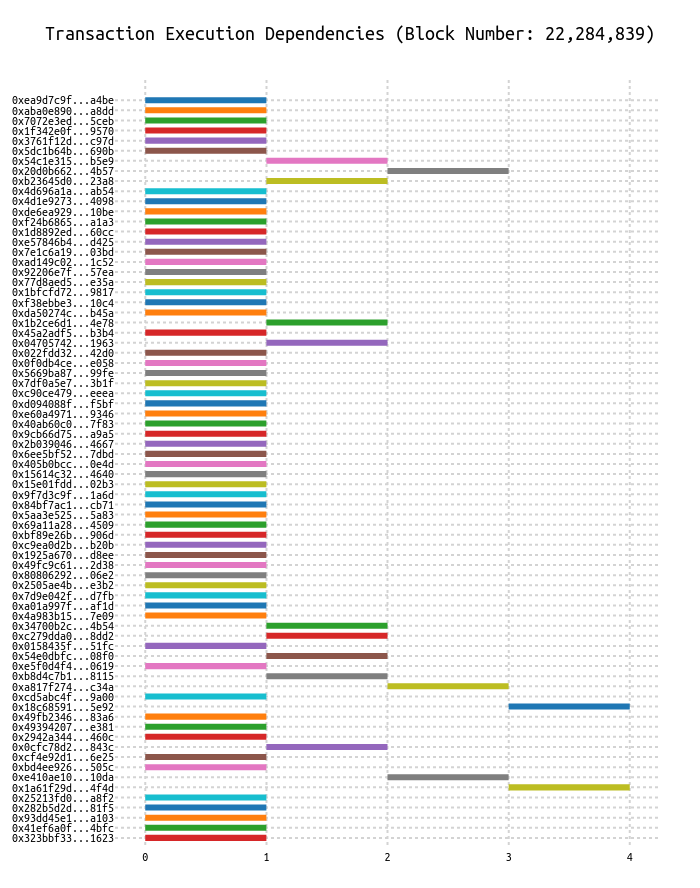 Transaction Execution Dependencies (Block Number: 22,284,839)
0xea9d7c9f...a4be
0xaba0e890...a8dd
0x7072e3ed...5ceb
0x1f342e0f...9570
0x3761f12d...c97d
0x5dc1b64b...690b
0x54c1e315...b5e9
0x20d0b662...4b57
0xb23645d0...23a8
0x4d696a1a...ab54
0x4d1e9273...4098
0xde6ea929...10be
0xf24b6865...a1a3
0x1d8892ed...60cc
0xe57846b4...d425
0x7e1c6a19...03bd
0xad149c02...1c52
0x92206e7f...57ea
0x77d8aed5...e35a
0x1bfcfd72...9817
0xf38ebbe3...10c4
0xda50274c...b45a
0x1b2ce6d1...4e78
0x45a2adf5...b3b4
0x04705742...1963
0x022fdd32...42d0
0x0f0db4ce...e058
0x5669ba87...99fe
0x7df0a5e7...3b1f
0xc90ce479...eeea
0xd094088f...f5bf
0xe60a4971...9346
0x40ab60c0...7f83
0x9cb66d75...a9a5
0x2b039046...4667
0x6ee5bf52...7dbd
0x405b0bcc...0e4d
0x15614c32...4640
0x15e01fdd...02b3
0x9f7d3c9f...1a6d
0x84bf7ac1...cb71
0x5aa3e525...5a83
0x69a11a28...4509
0xbf89e26b...906d
0xc9ea0d2b...b20b
0x1925a670...d8ee
0x49fc9c61...2d38
0x80806292...06e2
0x2505ae4b...e3b2
0x7d9e042f...d7fb
0xa01a997f...af1d
0x4a983b15...7e09
0x34700b2c...4b54
0xc279dda0...8dd2
0x0158435f...51fc
0x54e0dbfc...08f0
0xe5f0d4f4...0619
0xb8d4c7b1...8115
0xa817f274...c34a
0xcd5abc4f...9a00
0x18c68591...5e92
0x49fb2346...83a6
0x49394207...e381
0x2942a344...460c
0x0cfc78d2...843c
0xcf4e92d1...6e25
0xbd4ee926...505c
0xe410ae10...10da
0x1a61f29d...4f4d
0x25213fd0...a8f2
0x282b5d2d...81f5
0x93dd45e1...a103
0x41ef6a0f...4bfc
0x323bbf33...1623
0 1 2 3 4